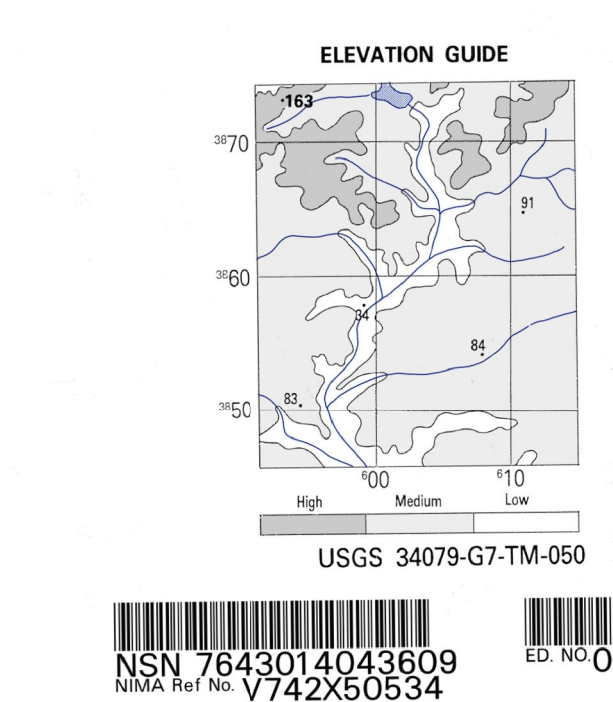 ELEVATION GUIDE
163
3870
91
3860
34
84
83
3850
600 610
High Medium Low
USGS 34079-G7-TM-050
NSN 7643014043609
NIMA Ref No. V742X50534
ED. NO. 0